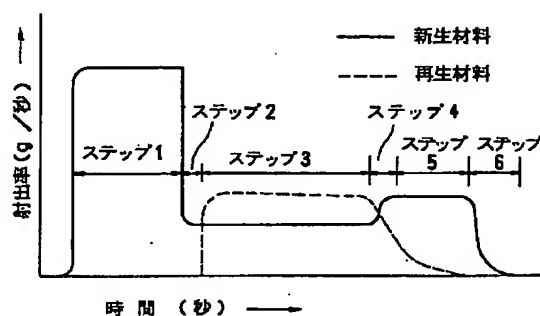 新生材料
再生材料
ステップ2
ステップ4
ステップ1
ステップ3
ステップ
5
ステップ
6
射出率(g/秒)
時間(秒)